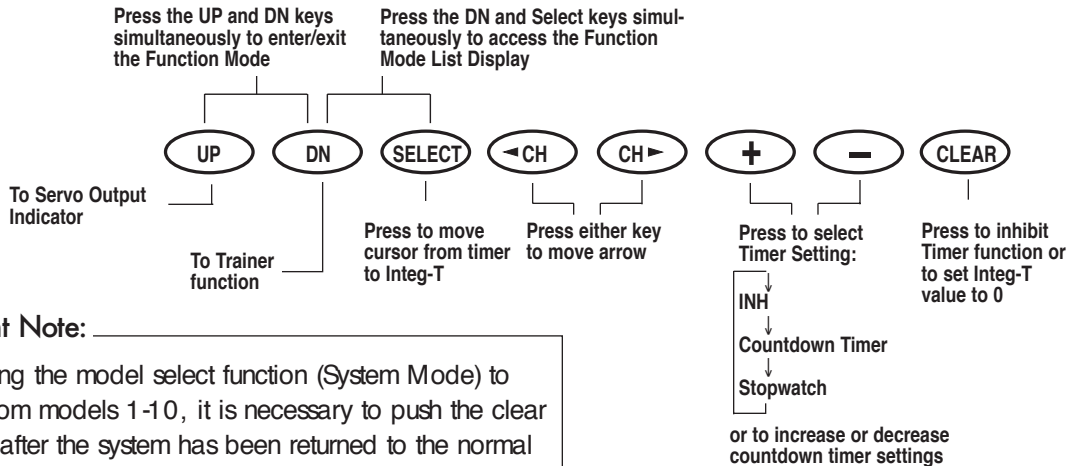 Press the UP and DN keys
simultaneously to enter/exit
the Function Mode
Press the DN and Select keys simul-
taneously to access the Function
Mode List Display
UP
DN
SELECT
◄CH
CH►
+
−
CLEAR
To Servo Output
Indicator
To Trainer
function
Press to move
cursor from timer
to Integ-T
Press either key
to move arrow
Press to select
Timer Setting:
INH
Countdown Timer
Stopwatch
or to increase or decrease
countdown timer settings
Press to inhibit
Timer function or
to set Integ-T
value to 0
nt Note:
ng the model select function (System Mode) to
om models 1-10, it is necessary to push the clear
after the system has been returned to the normal